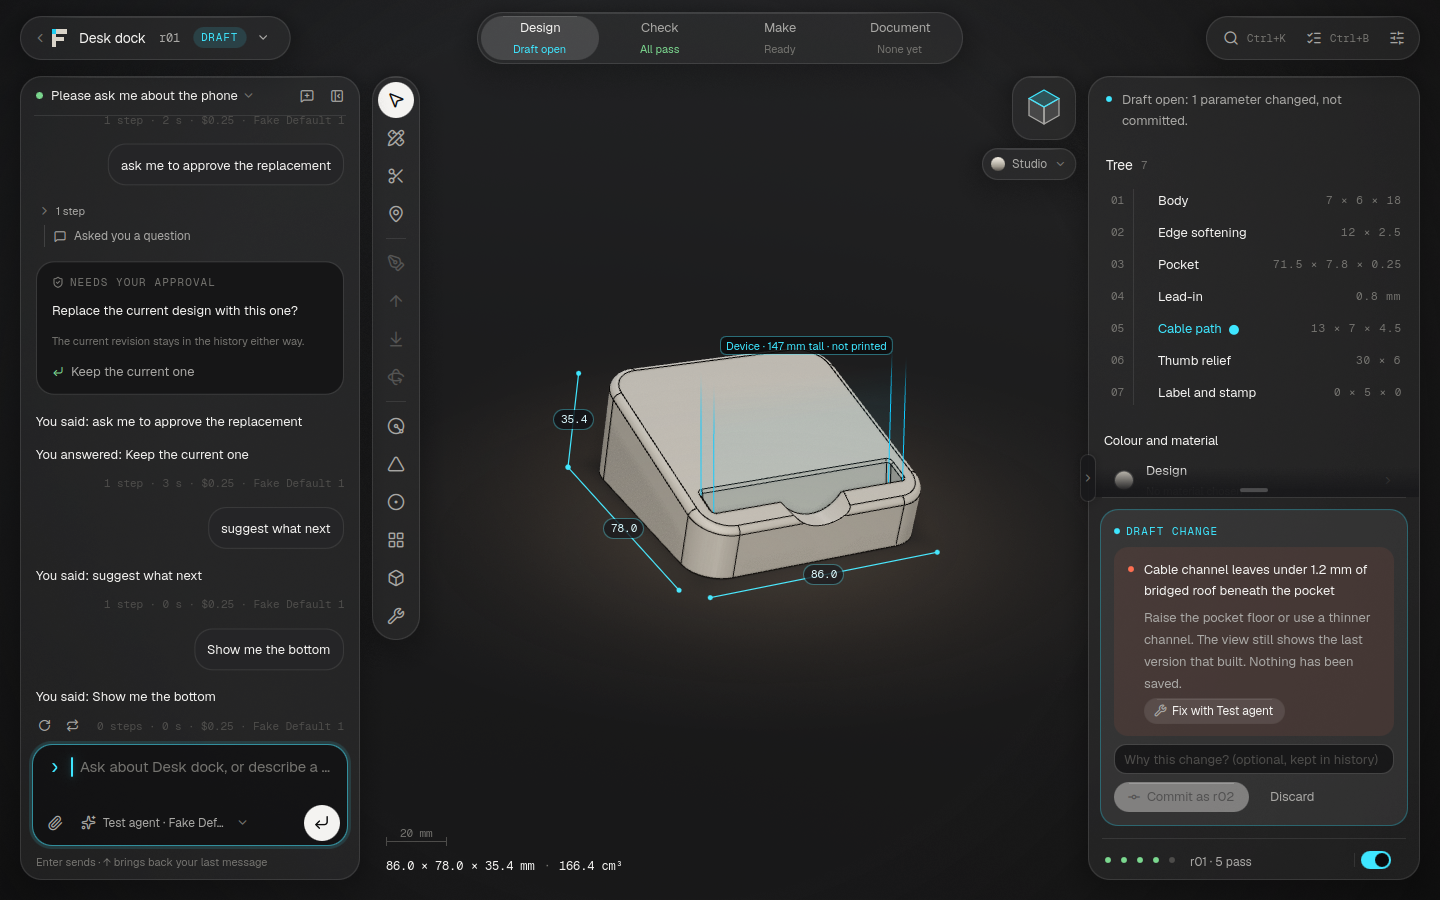 Desk dock r01 DRAFT
Design
Draft open
Check
All pass
Make
Ready
Document
None yet
Ctrl+K
Ctrl+B
Please ask me about the phone
1 step · 2 s · $0.25 · Fake Default 1
ask me to approve the replacement
1 step
Asked you a question
NEEDS YOUR APPROVAL
Replace the current design with this one?
The current revision stays in the history either way.
Keep the current one
You said: ask me to approve the replacement
You answered: Keep the current one
1 step · 3 s · $0.25 · Fake Default 1
suggest what next
You said: suggest what next
1 step · 0 s · $0.25 · Fake Default 1
Show me the bottom
You said: Show me the bottom
0 steps · 0 s · $0.25 · Fake Default 1
Ask about Desk dock, or describe a ...
Test agent · Fake Def...
Enter sends · ↑ brings back your last message
Studio
Device · 147 mm tall · not printed
35.4
78.0
86.0
20 mm
86.0 × 78.0 × 35.4 mm · 166.4 cm³
Draft open: 1 parameter changed, not
committed.
Tree 7
01 Body 7 × 6 × 18
02 Edge softening 12 × 2.5
03 Pocket 71.5 × 7.8 × 0.25
04 Lead-in 0.8 mm
05 Cable path 13 × 7 × 4.5
06 Thumb relief 30 × 6
07 Label and stamp 0 × 5 × 0
Colour and material
Design
DRAFT CHANGE
Cable channel leaves under 1.2 mm of
bridged roof beneath the pocket
Raise the pocket floor or use a thinner
channel. The view still shows the last
version that built. Nothing has been
saved.
Fix with Test agent
Why this change? (optional, kept in history)
Commit as r02
Discard
r01 · 5 pass